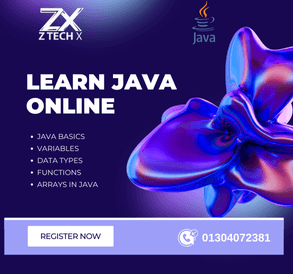 ZX
Z TECH X
Java
LEARN JAVA
ONLINE
JAVA BASICS
VARIABLES
DATA TYPES
FUNCTIONS
ARRAYS IN JAVA
REGISTER NOW
01304072381